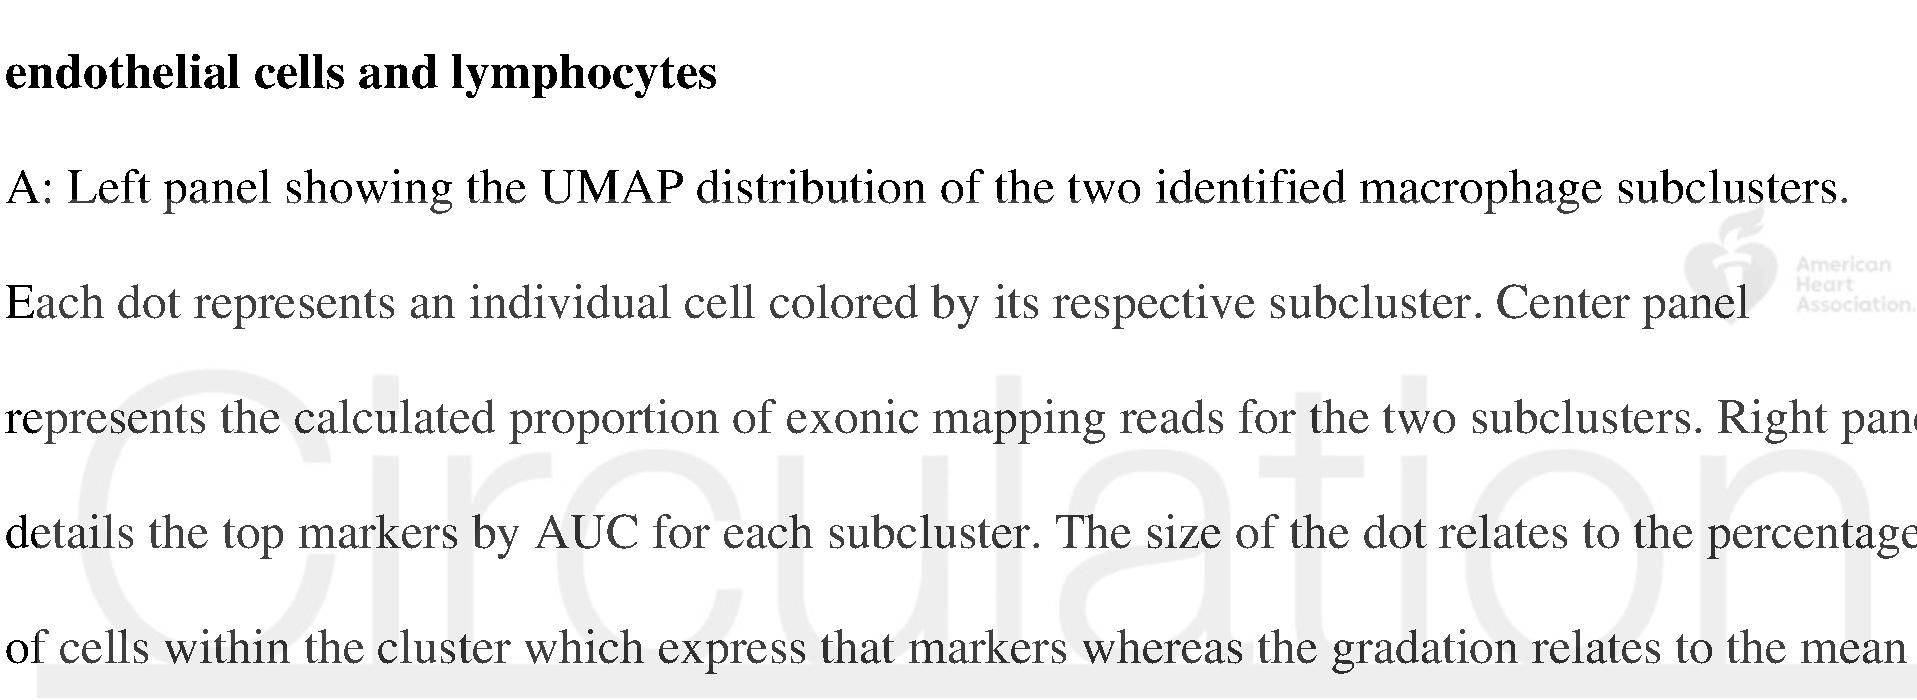 endothelial cells and lymphocytes
A: Left panel showing the UMAP distribution of the two identified macrophage subclusters.
American
Heart
Association.
Each dot represents an individual cell colored by its respective subcluster. Center panel
represents the calculated proportion of exonic mapping reads for the two subclusters. Right
details the top markers by AUC for each subcluster. The size of the dot relates to the percentage
of cells within the cluster which express that markers whereas the gradation relates to the mean
Circulation